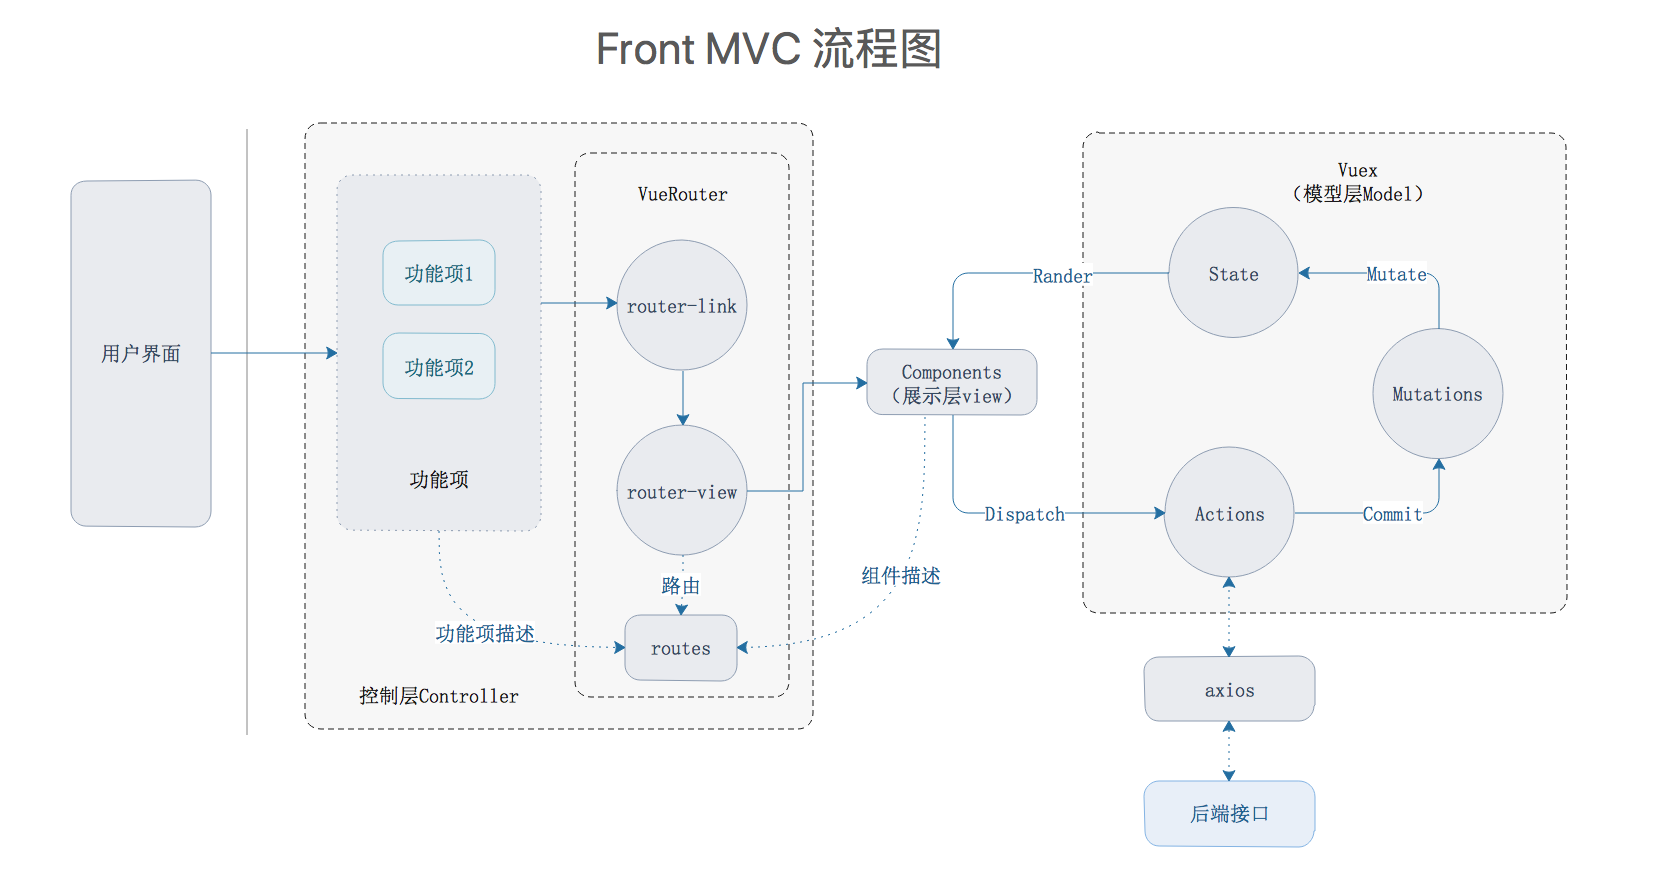 Front MVC 流程图
用户界面
功能项1
功能项2
功能项
功能项描述
控制层Controller
VueRouter
router-link
router-view
路由
routes
组件描述
Components
（展示层view）
Rander
Dispatch
Vuex
（模型层Model）
State
Mutate
Mutations
Actions
Commit
axios
后端接口